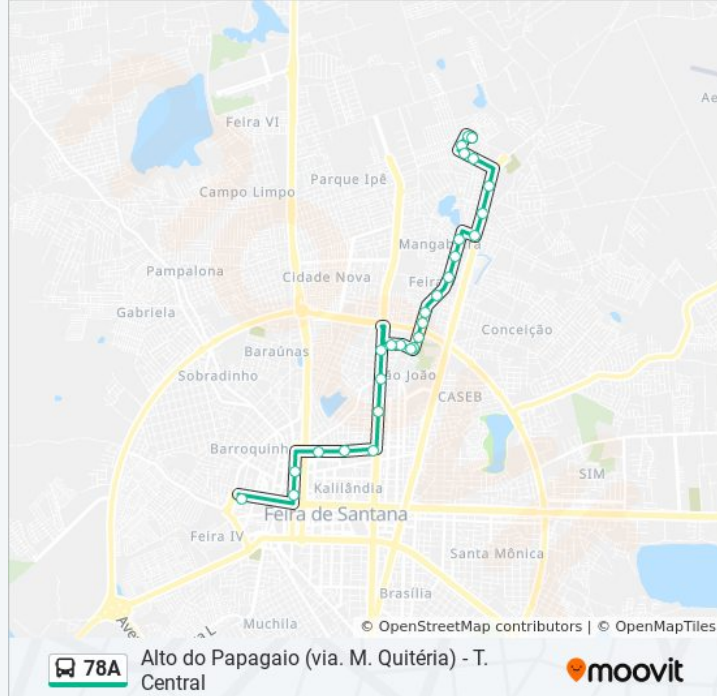 Ae
Feira VI
Parque Ipê
Campo Limpo
Mangabeira
Pampalona
Cidade Nova
Feira
Gabriela
Conceição
Baraúnas
Sobradinho
São João
CASEB
Barroquinha
SIM
Kalilândia
Feira de Santana
Feira IV
Santa Mônica
Brasília
Muchila
Ave
a L
© OpenStreetMap contributors | © OpenMapTiles
78A
Alto do Papagaio (via. M. Quitéria) - T.
Central
moovit